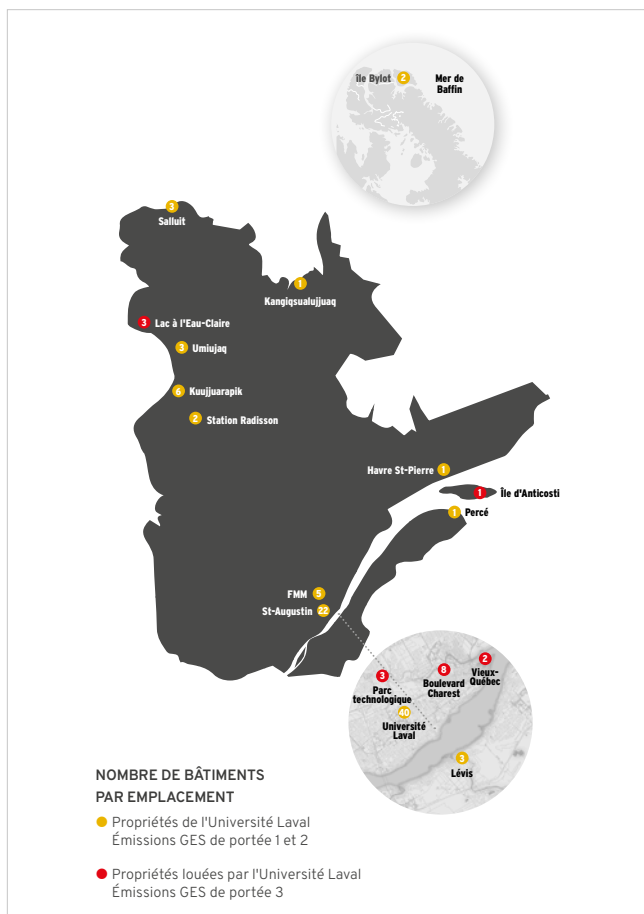 île Bylot
2
Mer de
Baffin
3
Salluit
1
Kangiqsualujjuaq
3 Lac à l'Eau-Claire
3 Umiujaq
6 Kuujjuarapik
2 Station Radisson
Havre St-Pierre 1
1
Île d'Anticosti
1 Percé
FMM 5
St-Augustin 22
3
Parc
technologique
8
Boulevard
Charest
2
Vieux-
Québec
40
Université
Laval
3
Lévis
NOMBRE DE BÂTIMENTS
PAR EMPLACEMENT
Propriétés de l'Université Laval
Émissions GES de portée 1 et 2
Propriétés louées par l'Université Laval
Émissions GES de portée 3